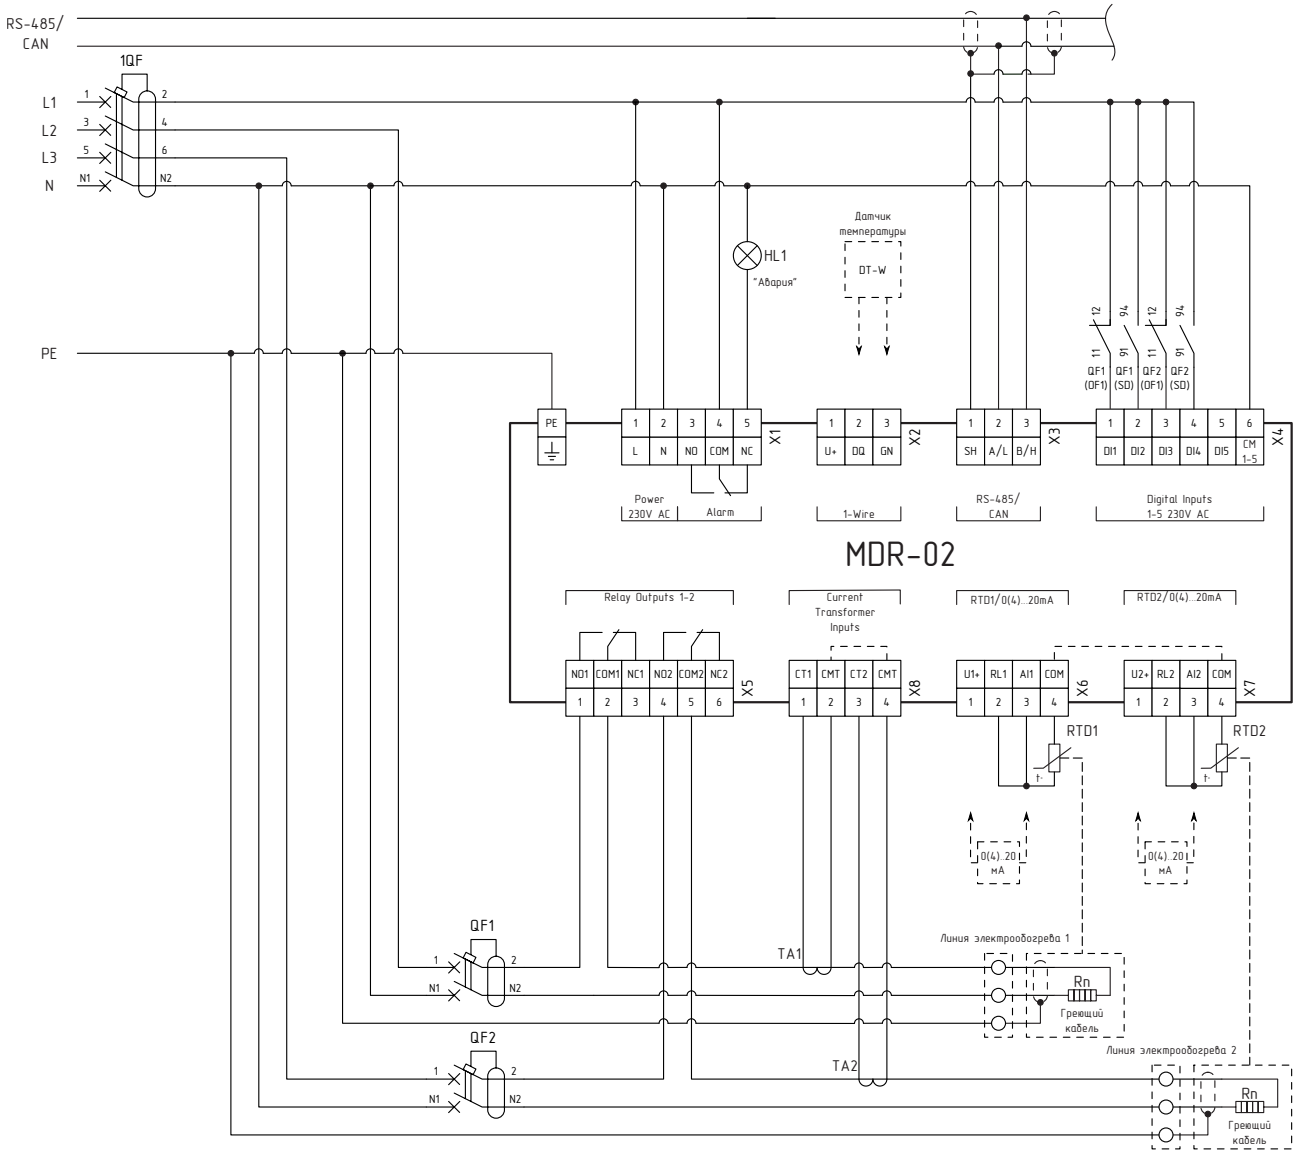 RS-485/
CAN
1QF
L1 1 2
L2 3 4
L3 5 6
N N1 N2
PE
HL1
"Авария"
Датчик
температуры
DT-W
12 94 12 94
11 91 11 91
QF1 QF1 QF2 QF2
(OF1) (SD) (OF1) (SD)
PE
1 2 3 4 5
L N NO COM NC
X1
1 2 3
U+ DQ GN
X2
1 2 3
SH A/L B/H
X3
1 2 3 4 5 6
DI1 DI2 DI3 DI4 DI5 CM
1-5
X4
Power
230V AC
Alarm
1-Wire
RS-485/
CAN
Digital Inputs
1-5 230V AC
MDR-02
Relay Outputs 1-2
Current
Transformer
Inputs
RTD1/0(4)...20mA
RTD2/0(4)...20mA
NO1 COM1 NC1 NO2 COM2 NC2
1 2 3 4 5 6
X5
CT1 CMT CT2 CMT
1 2 3 4
X8
U1+ RL1 AI1 COM
1 2 3 4
X6
U2+ RL2 AI2 COM
1 2 3 4
X7
RTD1
t°
RTD2
t°
0(4)..20
мА
0(4)..20
мА
QF1
1 2
N1 N2
TA1
Линия электрообогрева 1
Rn
Греющий
кабель
QF2
1 2
N1 N2
TA2
Линия электрообогрева 2
Rn
Греющий
кабель